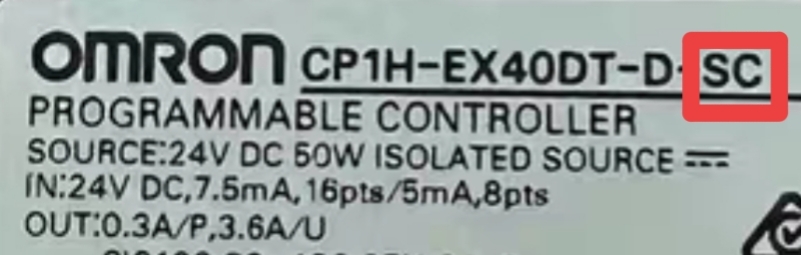 OMRON CP1H-EX40DT-D-SC
PROGRAMMABLE CONTROLLER
SOURCE:24V DC 50W ISOLATED SOURCE ⎓
IN:24V DC,7.5mA,16pts/5mA,8pts
OUT:0.3A/P,3.6A/U